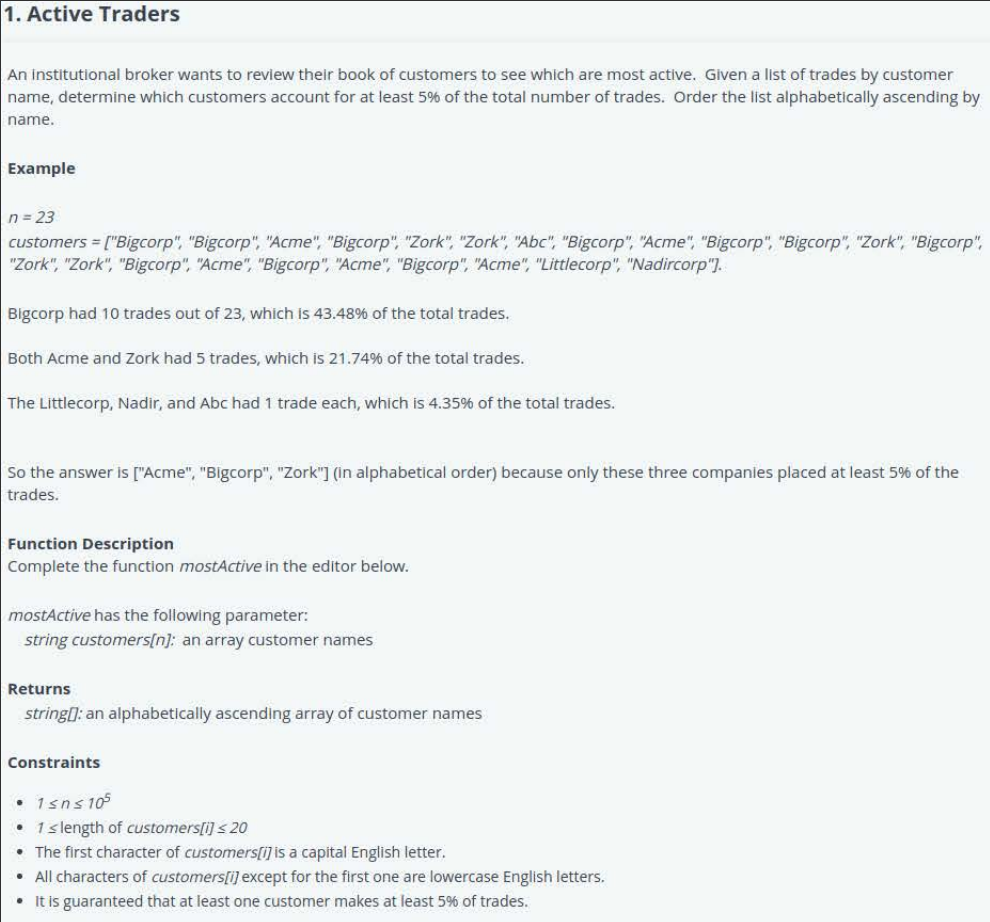 1. Active Traders
An institutional broker wants to review their book of customers to see which are most active. Given a list of trades by customer
name, determine which customers account for at least 5% of the total number of trades. Order the list alphabetically ascending by
name.
Example
n = 23
customers = ["Bigcorp", "Bigcorp", "Acme", "Bigcorp", "Zork", "Zork", "Abc", "Bigcorp", "Acme", "Bigcorp", "Bigcorp", "Zork", "Bigcorp",
"Zork", "Zork", "Bigcorp", "Acme", "Bigcorp", "Acme", "Bigcorp", "Acme", "Littlecorp", "Nadircorp"].
Bigcorp had 10 trades out of 23, which is 43.48% of the total trades.
Both Acme and Zork had 5 trades, which is 21.74% of the total trades.
The Littlecorp, Nadir, and Abc had 1 trade each, which is 4.35% of the total trades.
So the answer is ["Acme", "Bigcorp", "Zork"] (in alphabetical order) because only these three companies placed at least 5% of the
trades.
Function Description
Complete the function mostActive in the editor below.
mostActive has the following parameter:
string customers[n]: an array customer names
Returns
string[]: an alphabetically ascending array of customer names
Constraints
• 1 ≤ n ≤ 10⁵
• 1 ≤ length of customers[i] ≤ 20
• The first character of customers[i] is a capital English letter.
• All characters of customers[i] except for the first one are lowercase English letters.
• It is guaranteed that at least one customer makes at least 5% of trades.